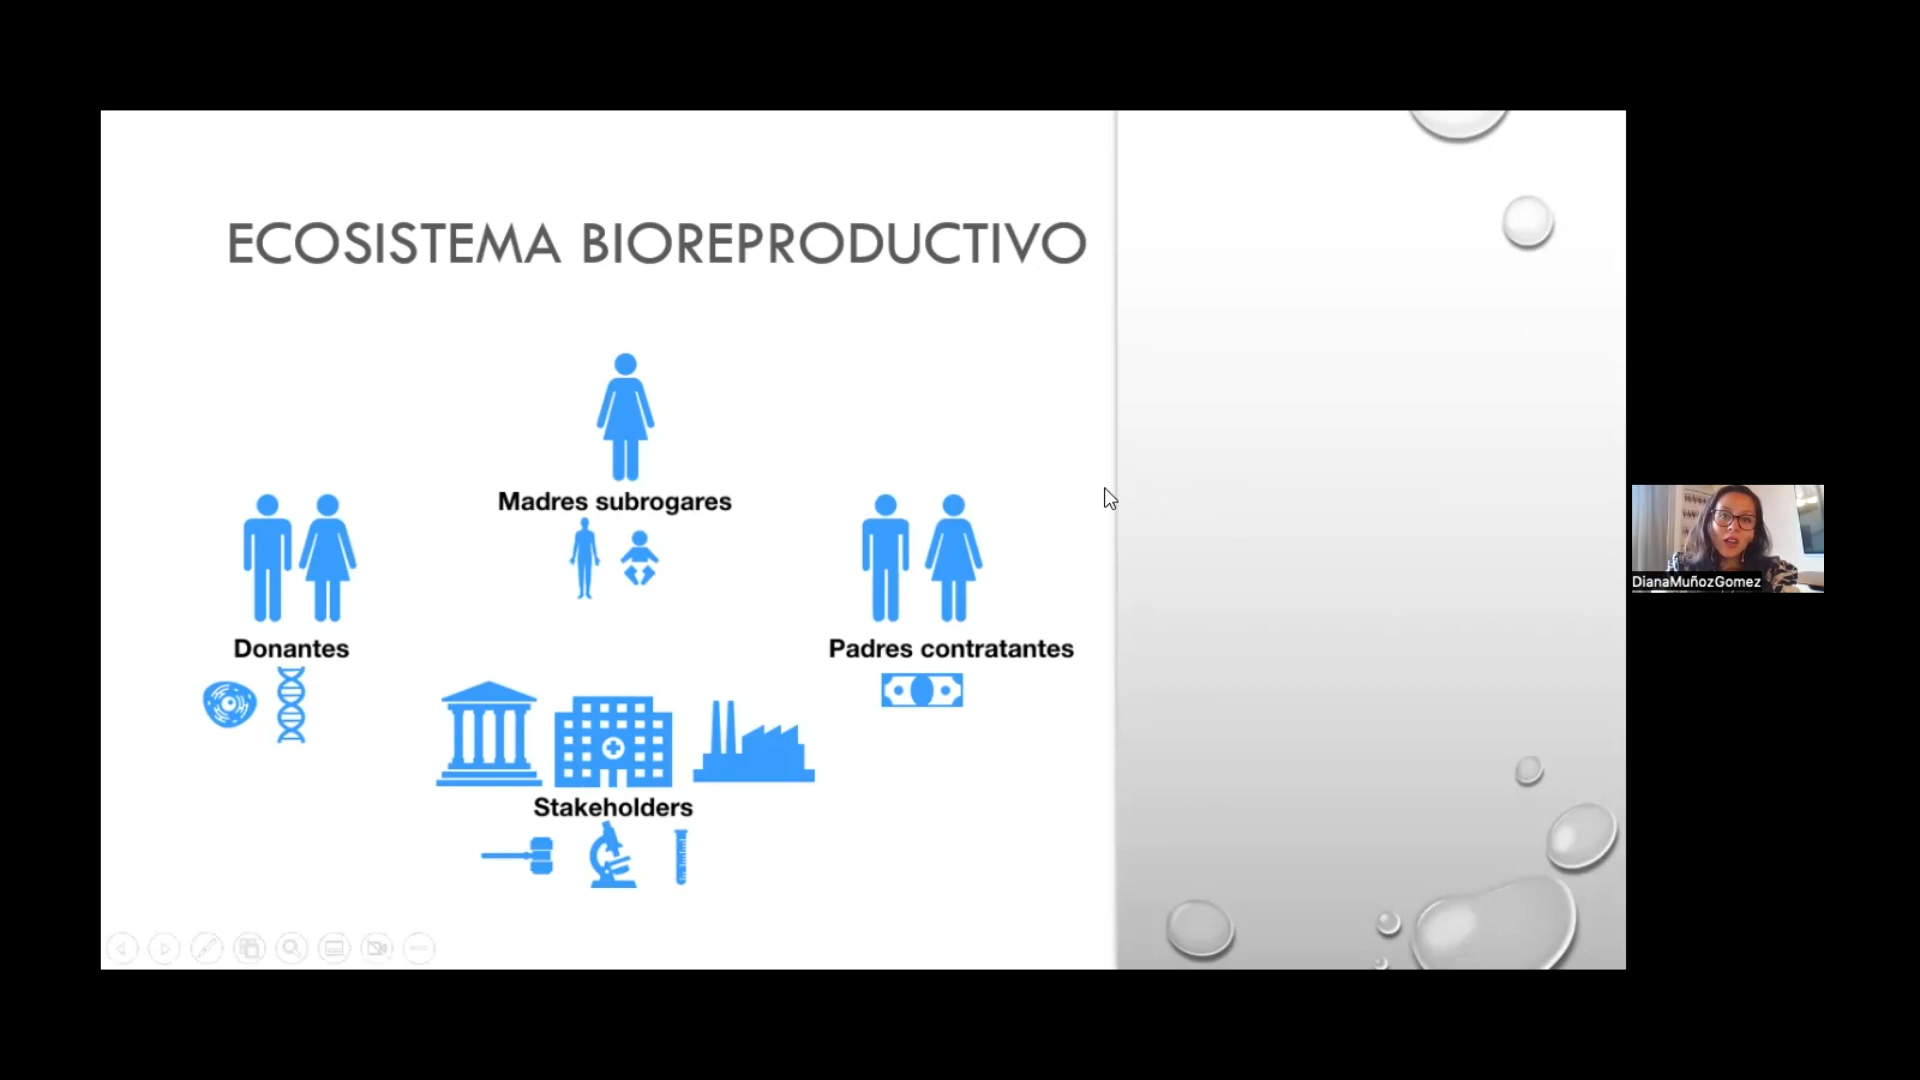 ECOSISTEMA BIOREPRODUCTIVO
Madres subrogares
Donantes
Padres contratantes
Stakeholders
DianaMuñozGomez